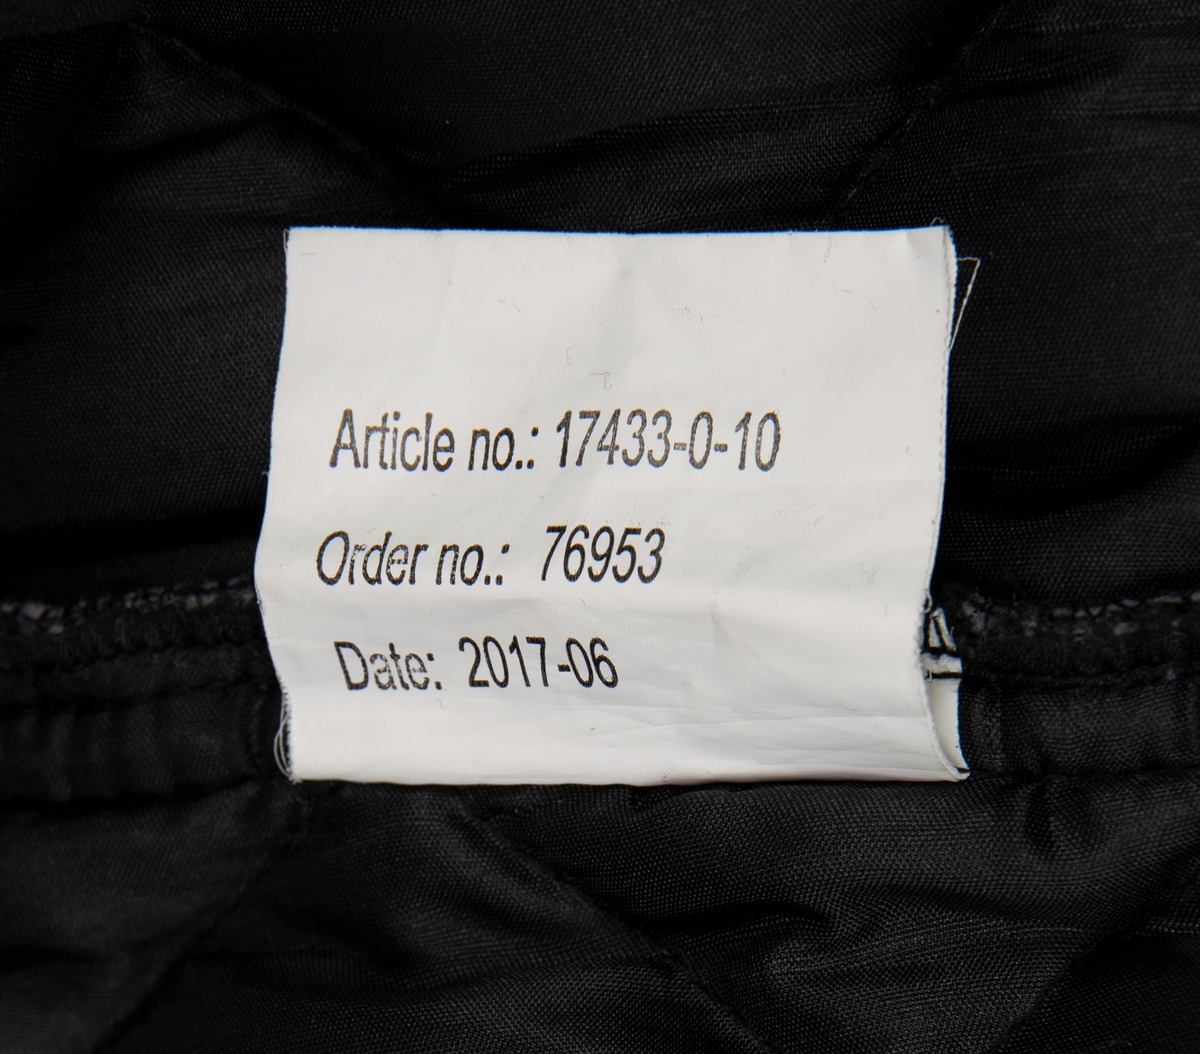 Article no.: 17433-0-10
Order no.: 76953
Date: 2017-06